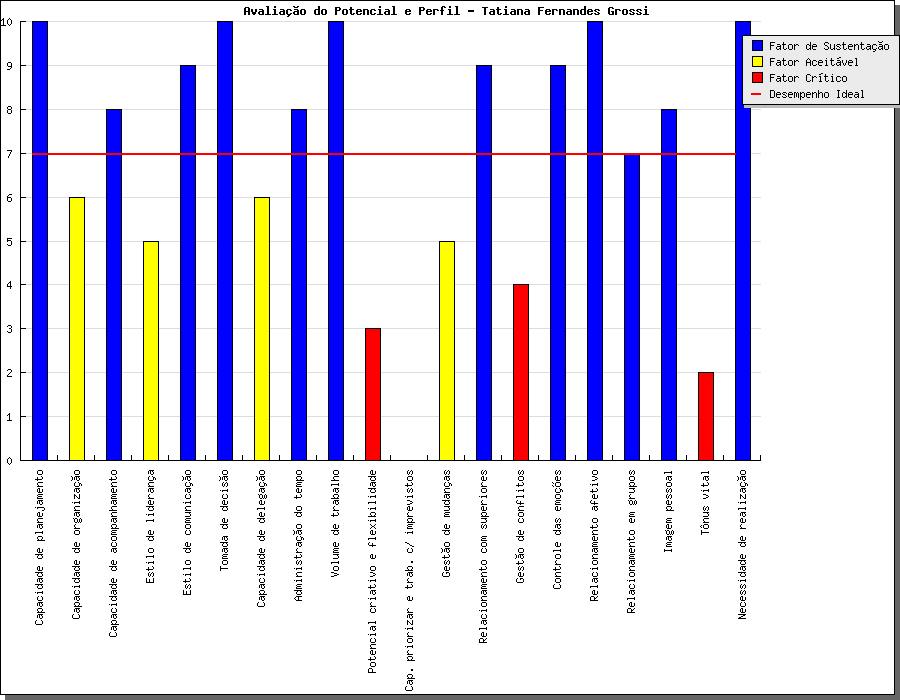 Avaliação do Potencial e Perfil - Tatiana Fernandes Grossi
10
9
8
7
6
5
4
3
2
1
0
Fator de Sustentação
Fator Aceitável
Fator Crítico
Desempenho Ideal
Capacidade de planejamento
Capacidade de organização
Capacidade de acompanhamento
Estilo de liderança
Estilo de comunicação
Tomada de decisão
Capacidade de delegação
Administração do tempo
Volume de trabalho
Potencial criativo e flexibilidade
Cap. priorizar e trab. c/ imprevistos
Gestão de mudanças
Relacionamento com superiores
Gestão de conflitos
Controle das emoções
Relacionamento afetivo
Relacionamento em grupos
Imagem pessoal
Tônus vital
Necessidade de realização